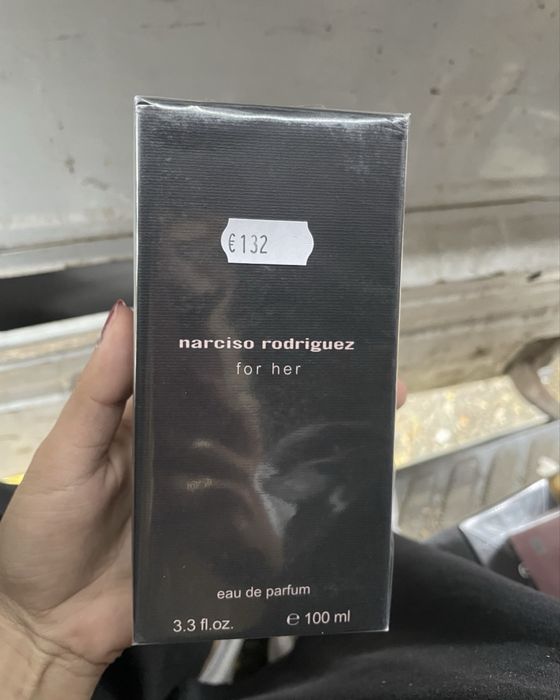 €132
narciso rodriguez
for her
eau de parfum
3.3 fl.oz. ℮ 100 ml